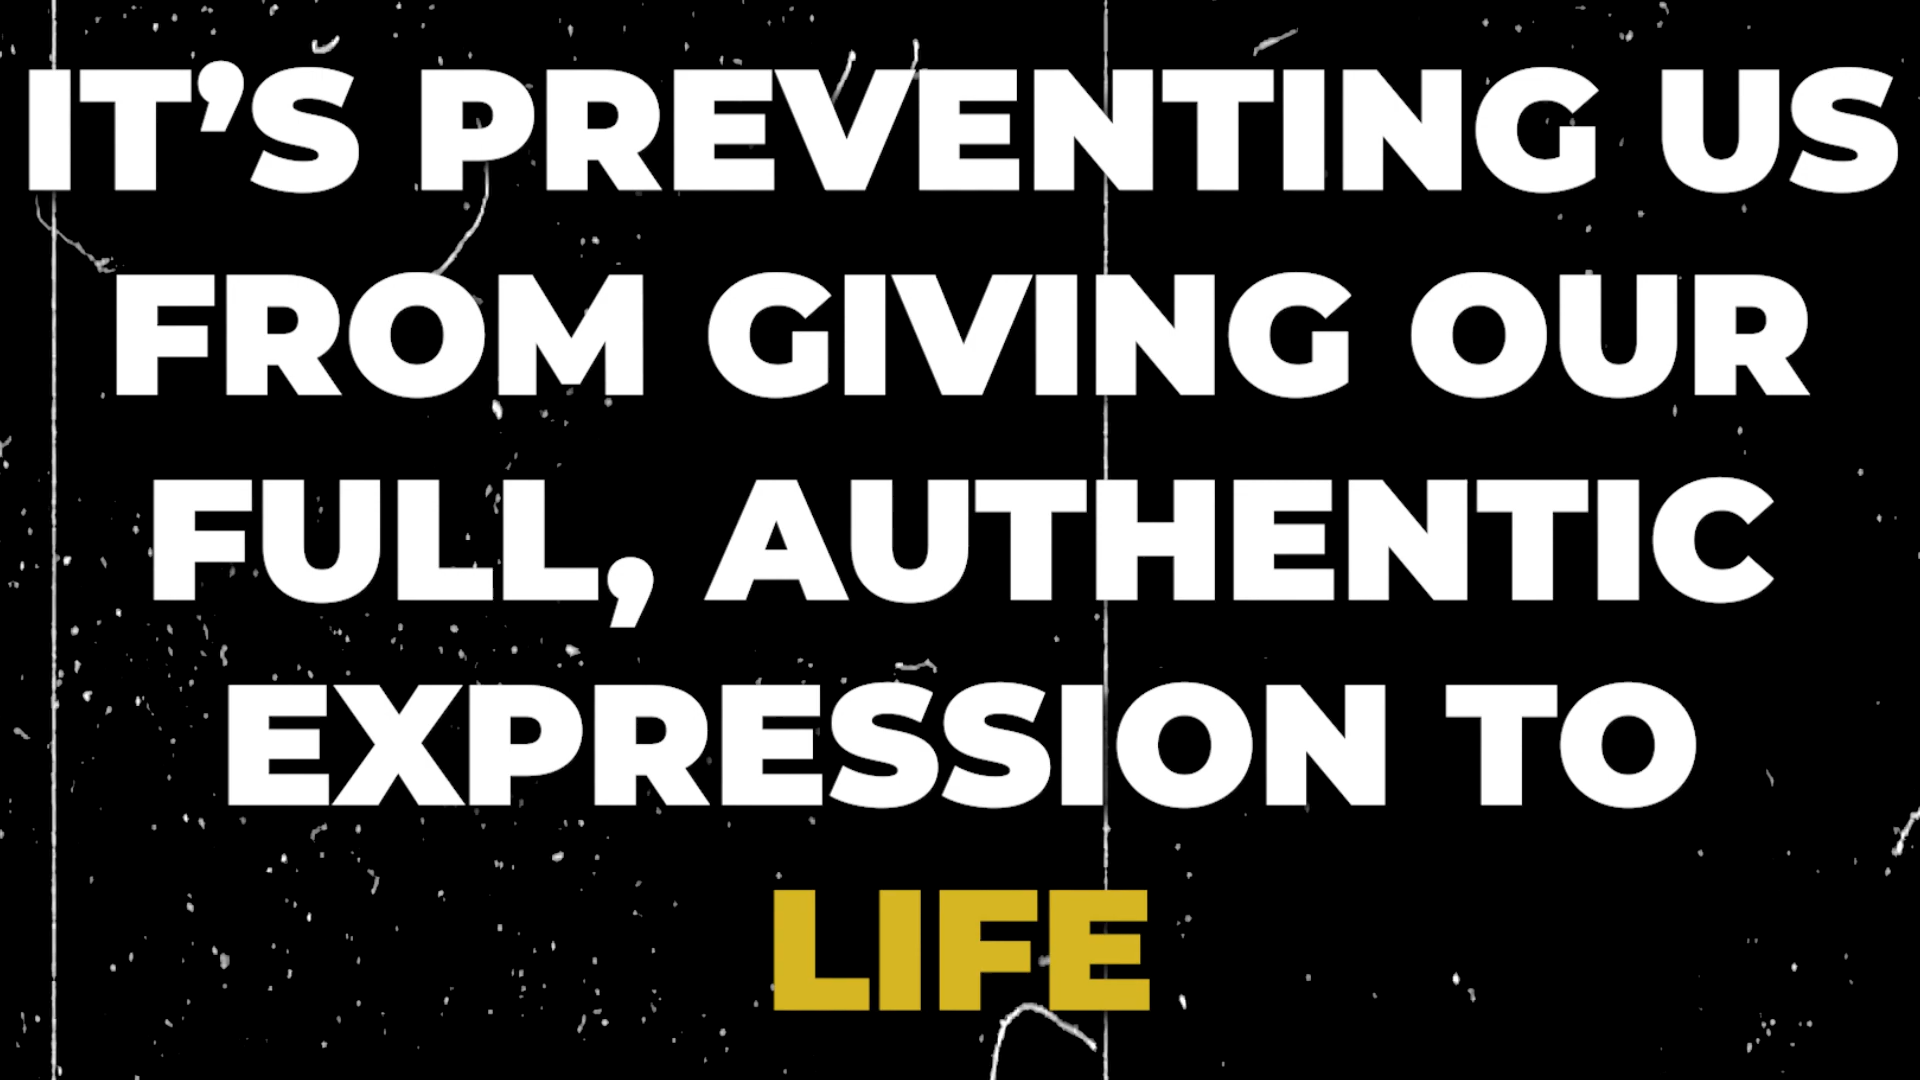 IT’S PREVENTING US
FROM GIVING OUR
FULL, AUTHENTIC
EXPRESSION TO
LIFE